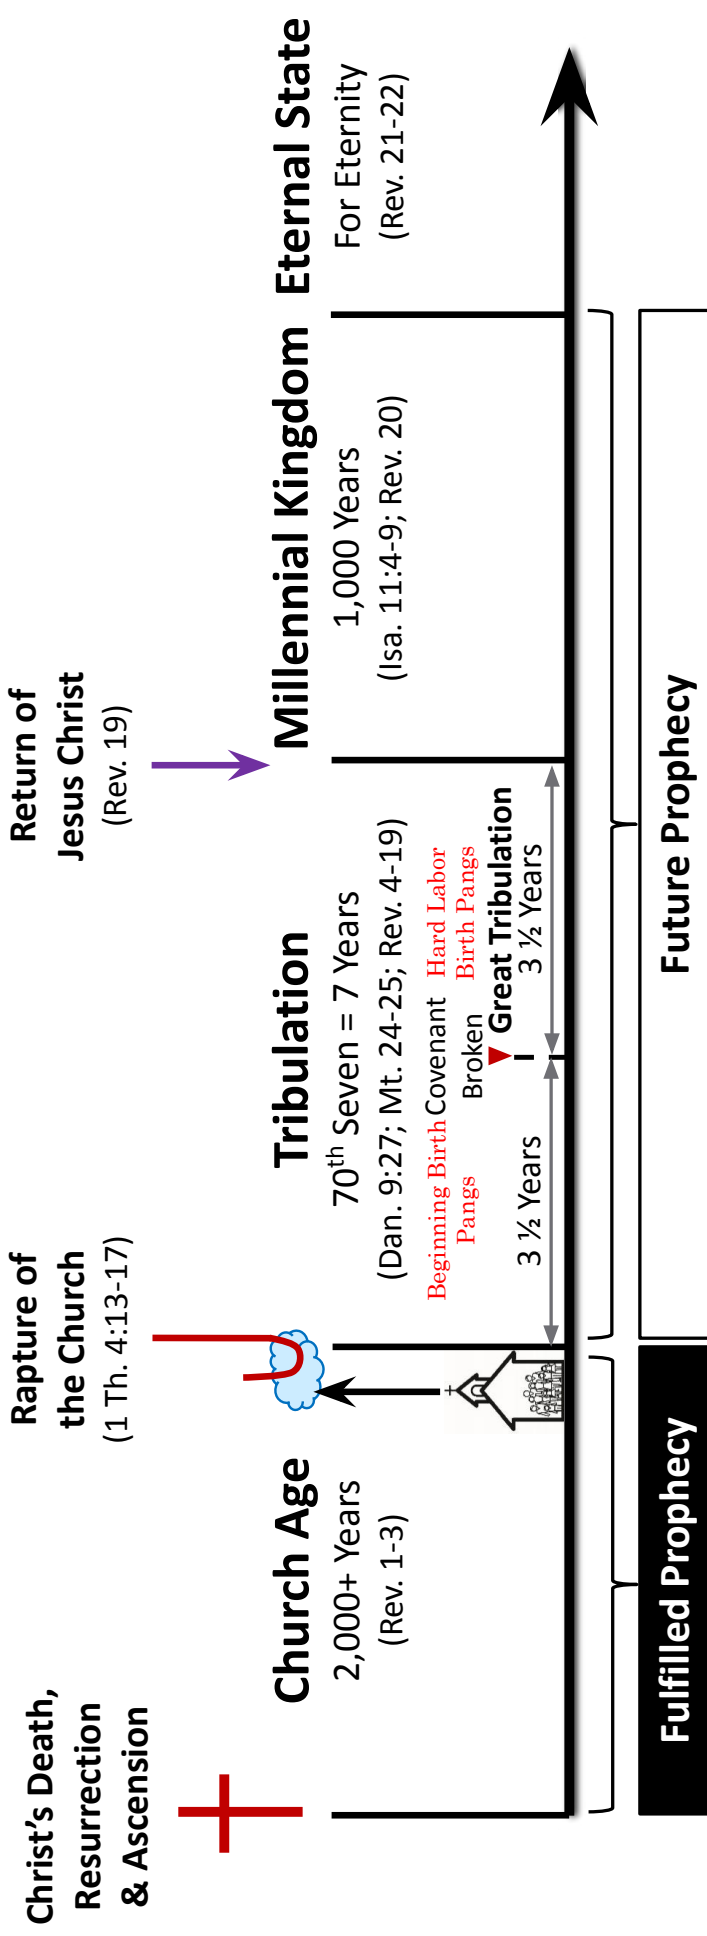 Christ’s Death,
Resurrection
& Ascension
Rapture of
the Church
(1 Th. 4:13-17)
Return of
Jesus Christ
(Rev. 19)
Church Age
2,000+ Years
(Rev. 1-3)
Tribulation
70th Seven = 7 Years
(Dan. 9:27; Mt. 24-25; Rev. 4-19)
Beginning Birth
Pangs
Covenant
Broken
Hard Labor
Birth Pangs
Great Tribulation
3 ½ Years
3 ½ Years
Millennial Kingdom
1,000 Years
(Isa. 11:4-9; Rev. 20)
Eternal State
For Eternity
(Rev. 21-22)
Fulfilled Prophecy
Future Prophecy